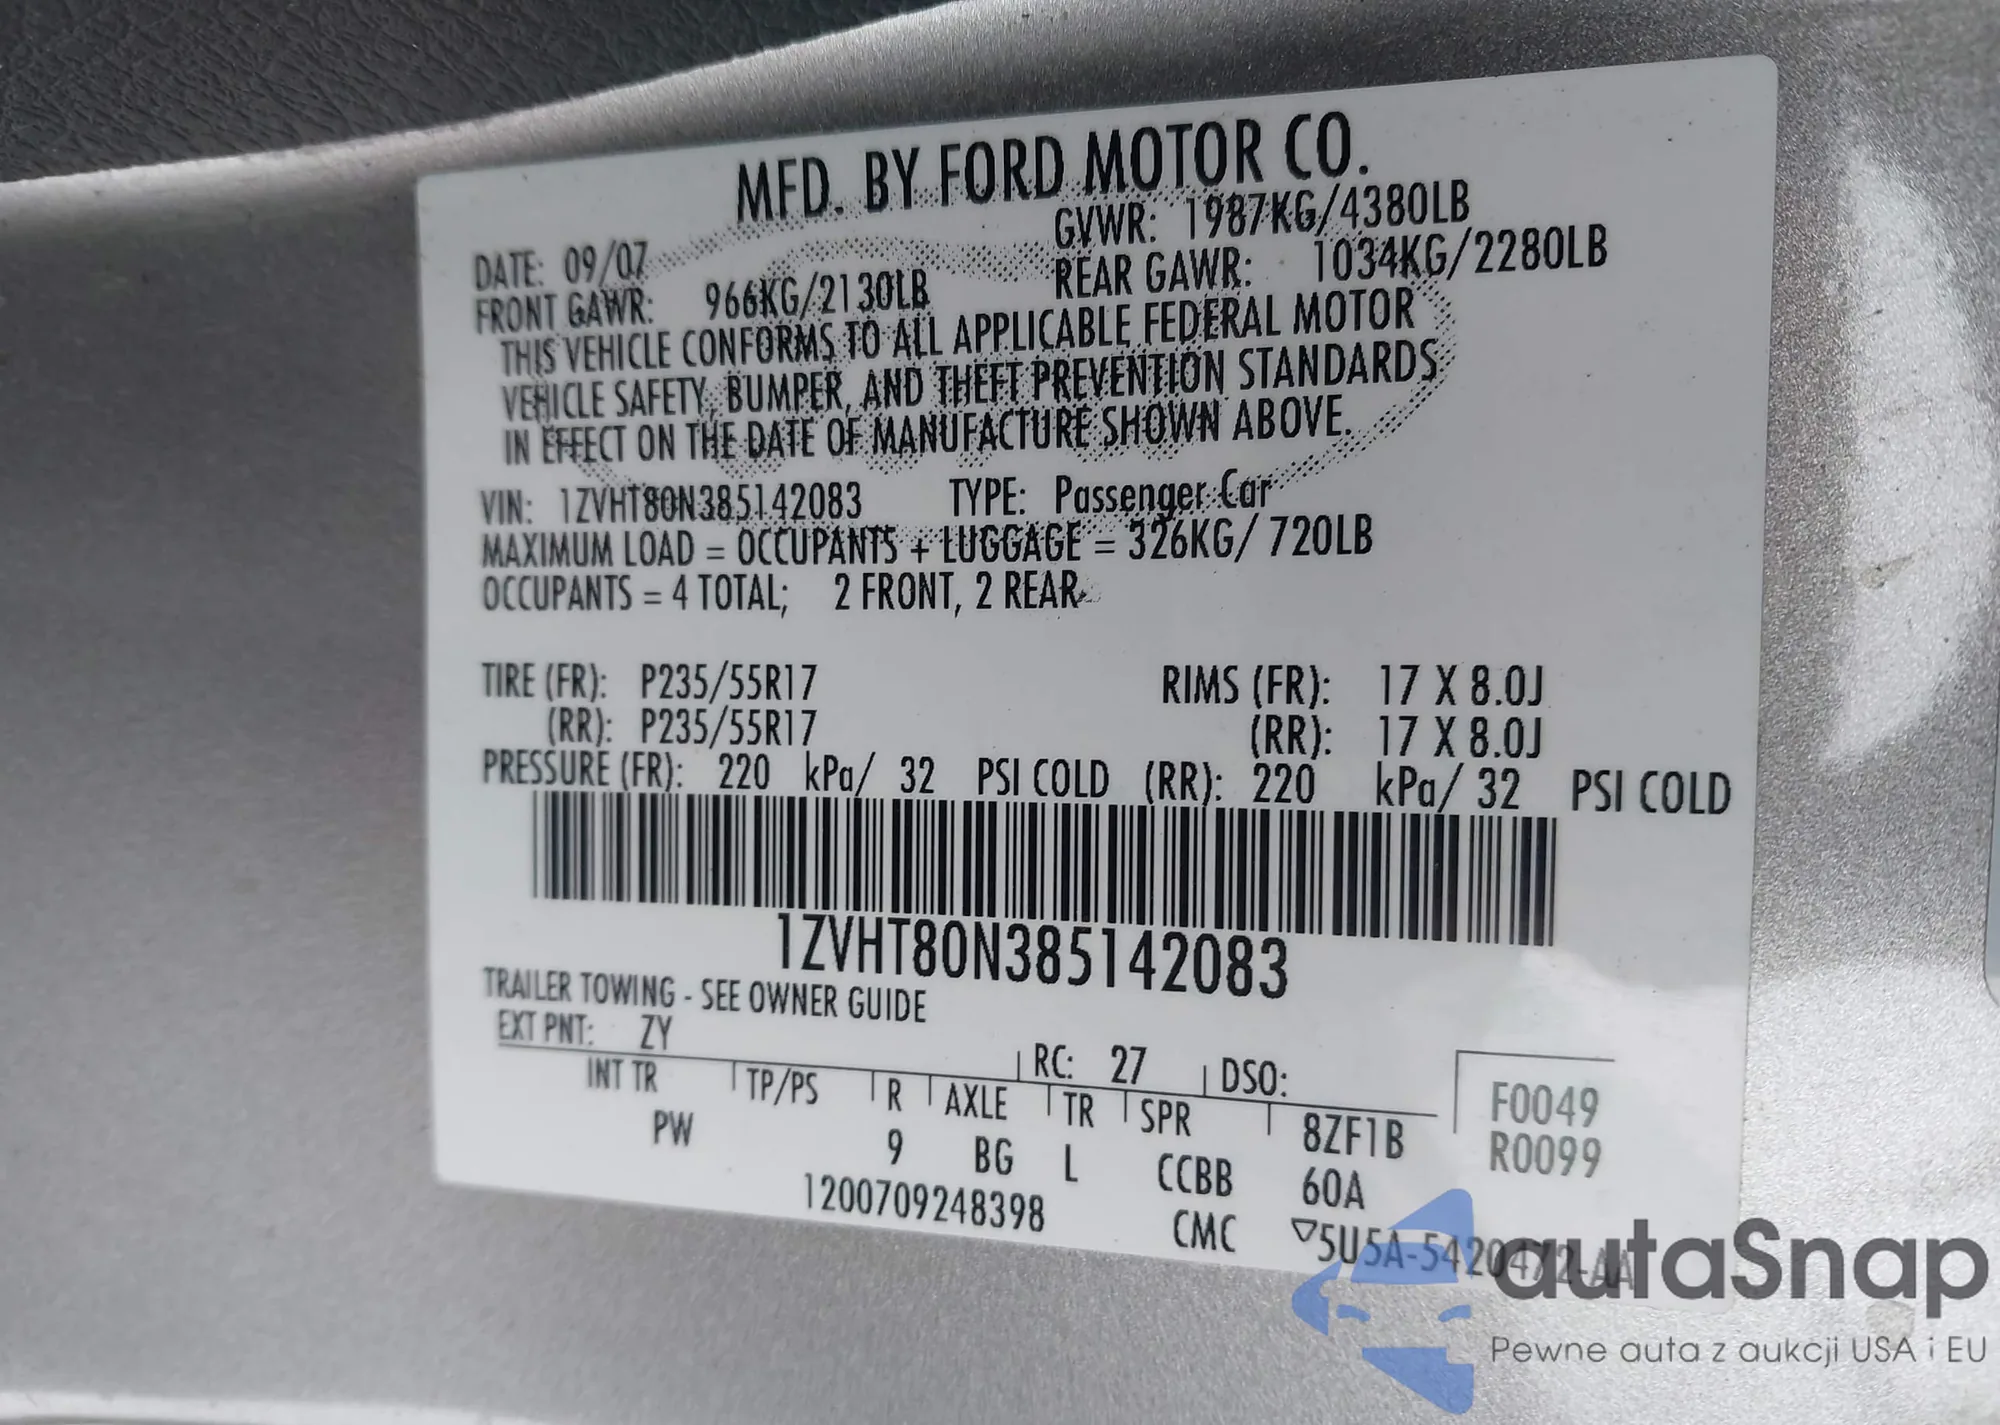 MFD. BY FORD MOTOR CO.
DATE: 09/07 GVWR: 1987KG/4380LB
FRONT GAWR: 966KG/2130LB REAR GAWR: 1034KG/2280LB
THIS VEHICLE CONFORMS TO ALL APPLICABLE FEDERAL MOTOR
VEHICLE SAFETY, BUMPER, AND THEFT PREVENTION STANDARDS
IN EFFECT ON THE DATE OF MANUFACTURE SHOWN ABOVE.
VIN: 1ZVHT80N385142083 TYPE: Passenger Car
MAXIMUM LOAD = OCCUPANTS + LUGGAGE = 326KG/ 720LB
OCCUPANTS = 4 TOTAL; 2 FRONT, 2 REAR
TIRE (FR): P235/55R17 RIMS (FR): 17 X 8.0J
(RR): P235/55R17 (RR): 17 X 8.0J
PRESSURE (FR): 220 kPa/ 32 PSI COLD (RR): 220 kPa/ 32 PSI COLD
1ZVHT80N385142083
TRAILER TOWING - SEE OWNER GUIDE
EXT PNT: ZY RC: 27 DSO: F0049
INT TR TP/PS R AXLE TR SPR 8ZF1B R0099
PW 9 BG L CCBB 60A
1200709248398 CMC ▽5U5A-5420472-AA
autaSnap
Pewne auta z aukcji USA i EU